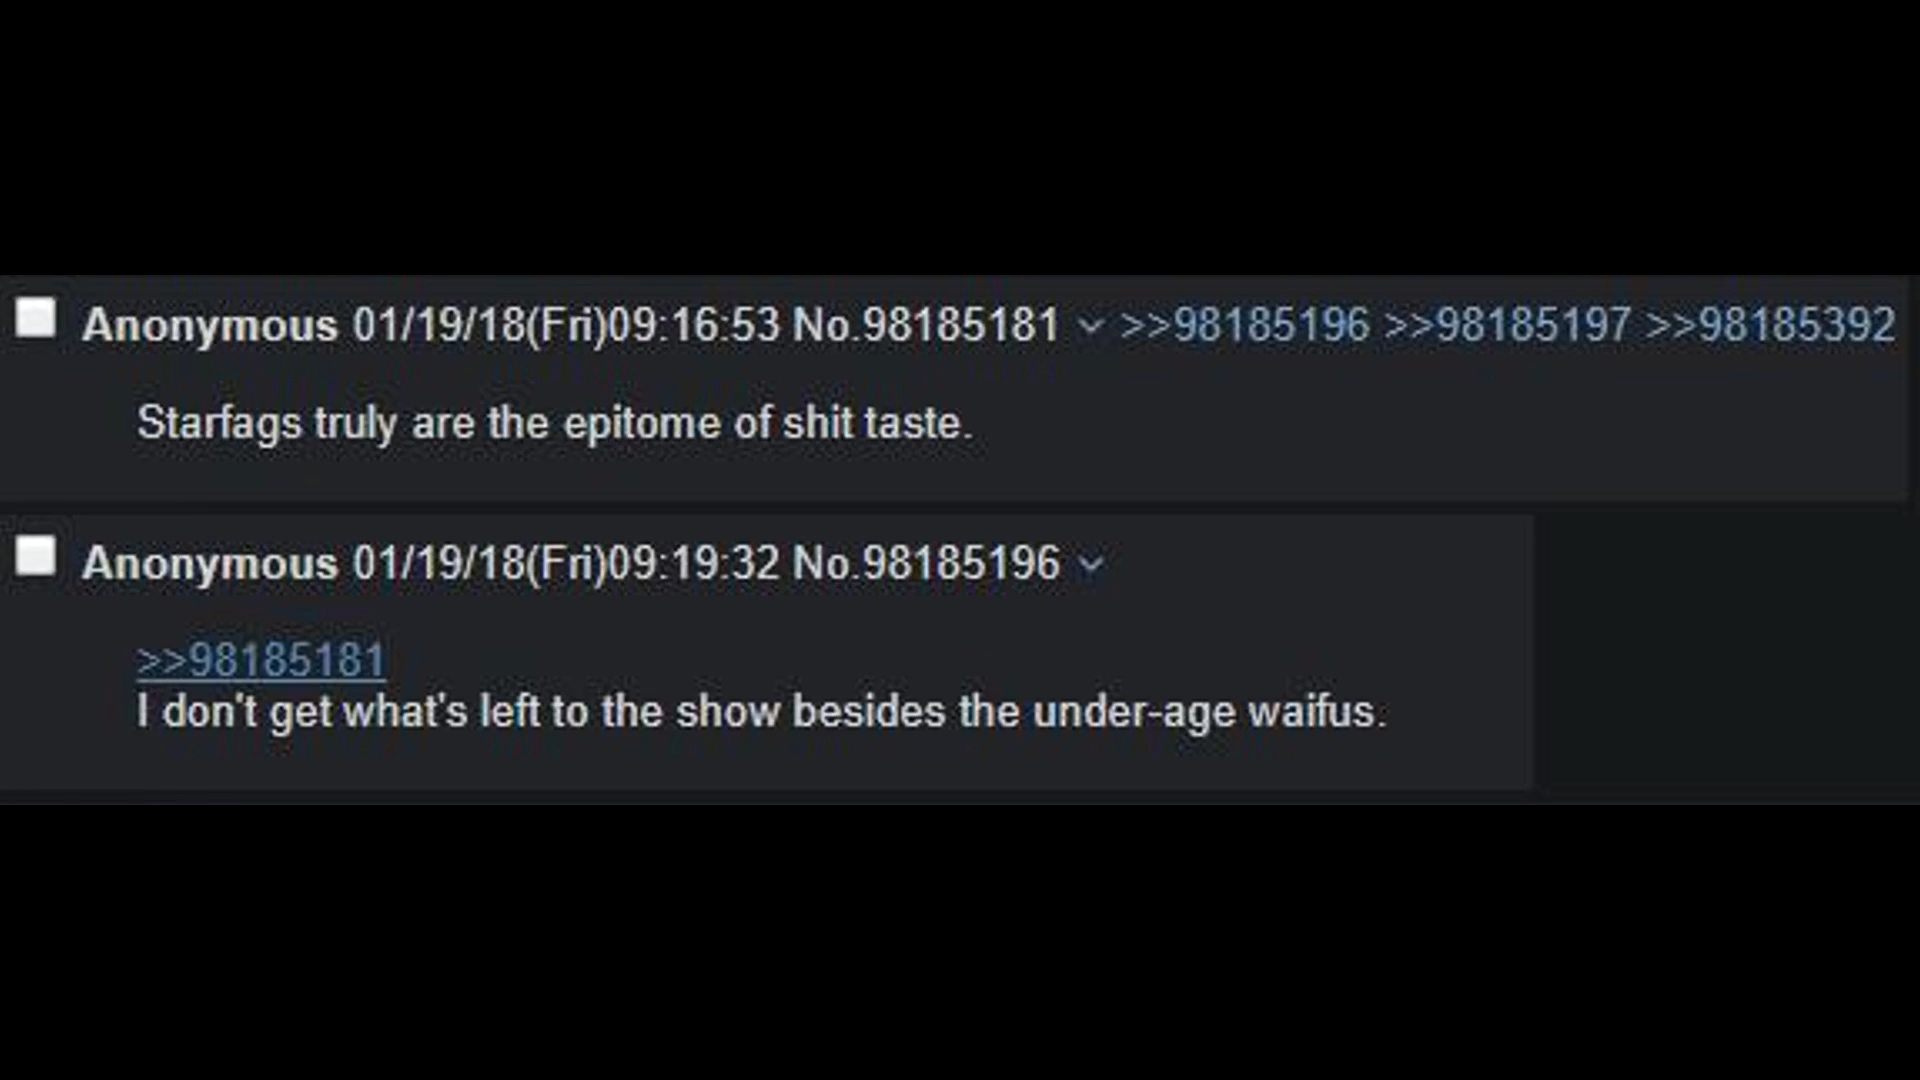 Anonymous 01/19/18(Fri)09:16:53 No.98185181 >>98185196 >>98185197 >>98185392
Starfags truly are the epitome of shit taste.
Anonymous 01/19/18(Fri)09:19:32 No.98185196
>>98185181
I don't get what's left to the show besides the under-age waifus.